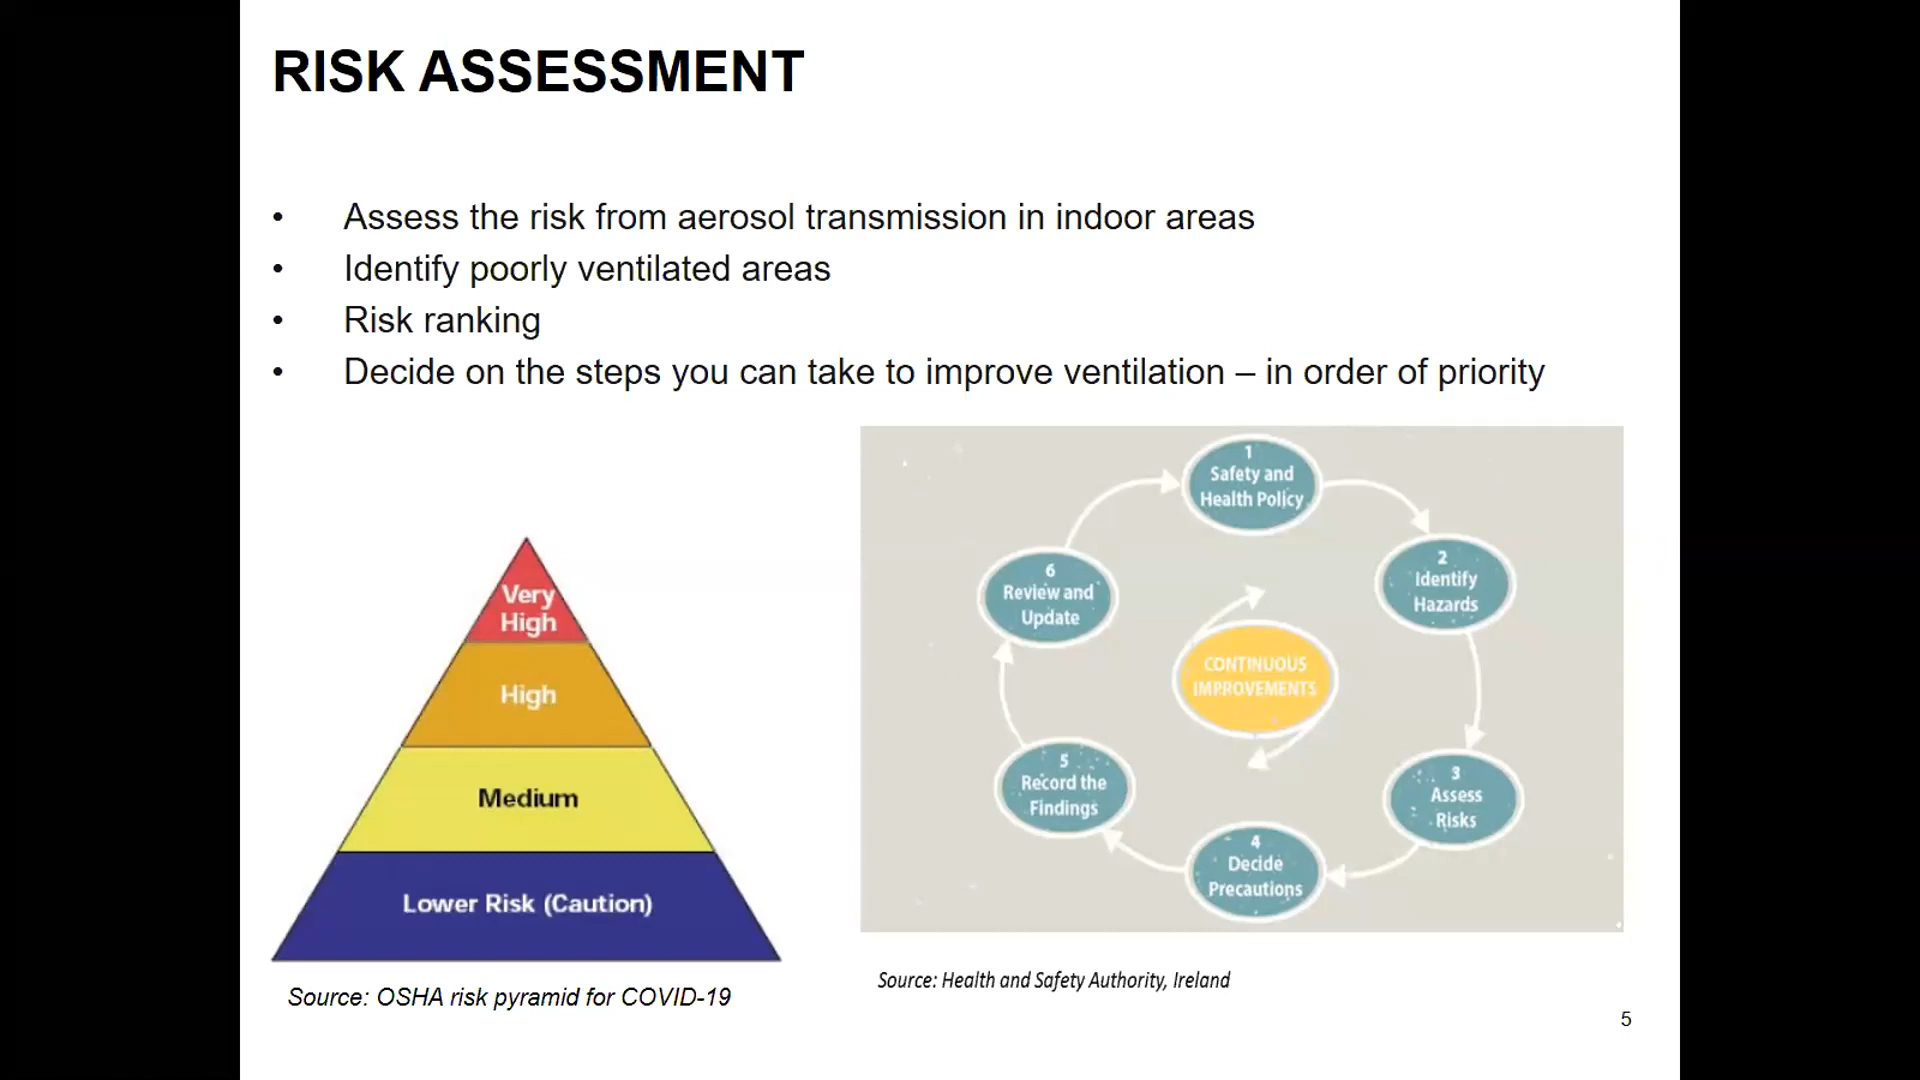 RISK ASSESSMENT
• Assess the risk from aerosol transmission in indoor areas
• Identify poorly ventilated areas
• Risk ranking
• Decide on the steps you can take to improve ventilation – in order of priority
Very
High
High
Medium
Lower Risk (Caution)
Source: OSHA risk pyramid for COVID-19
1
Safety and
Health Policy
2
Identify
Hazards
3
Assess
Risks
4
Decide
Precautions
5
Record the
Findings
6
Review and
Update
CONTINUOUS
IMPROVEMENTS
Source: Health and Safety Authority, Ireland
5